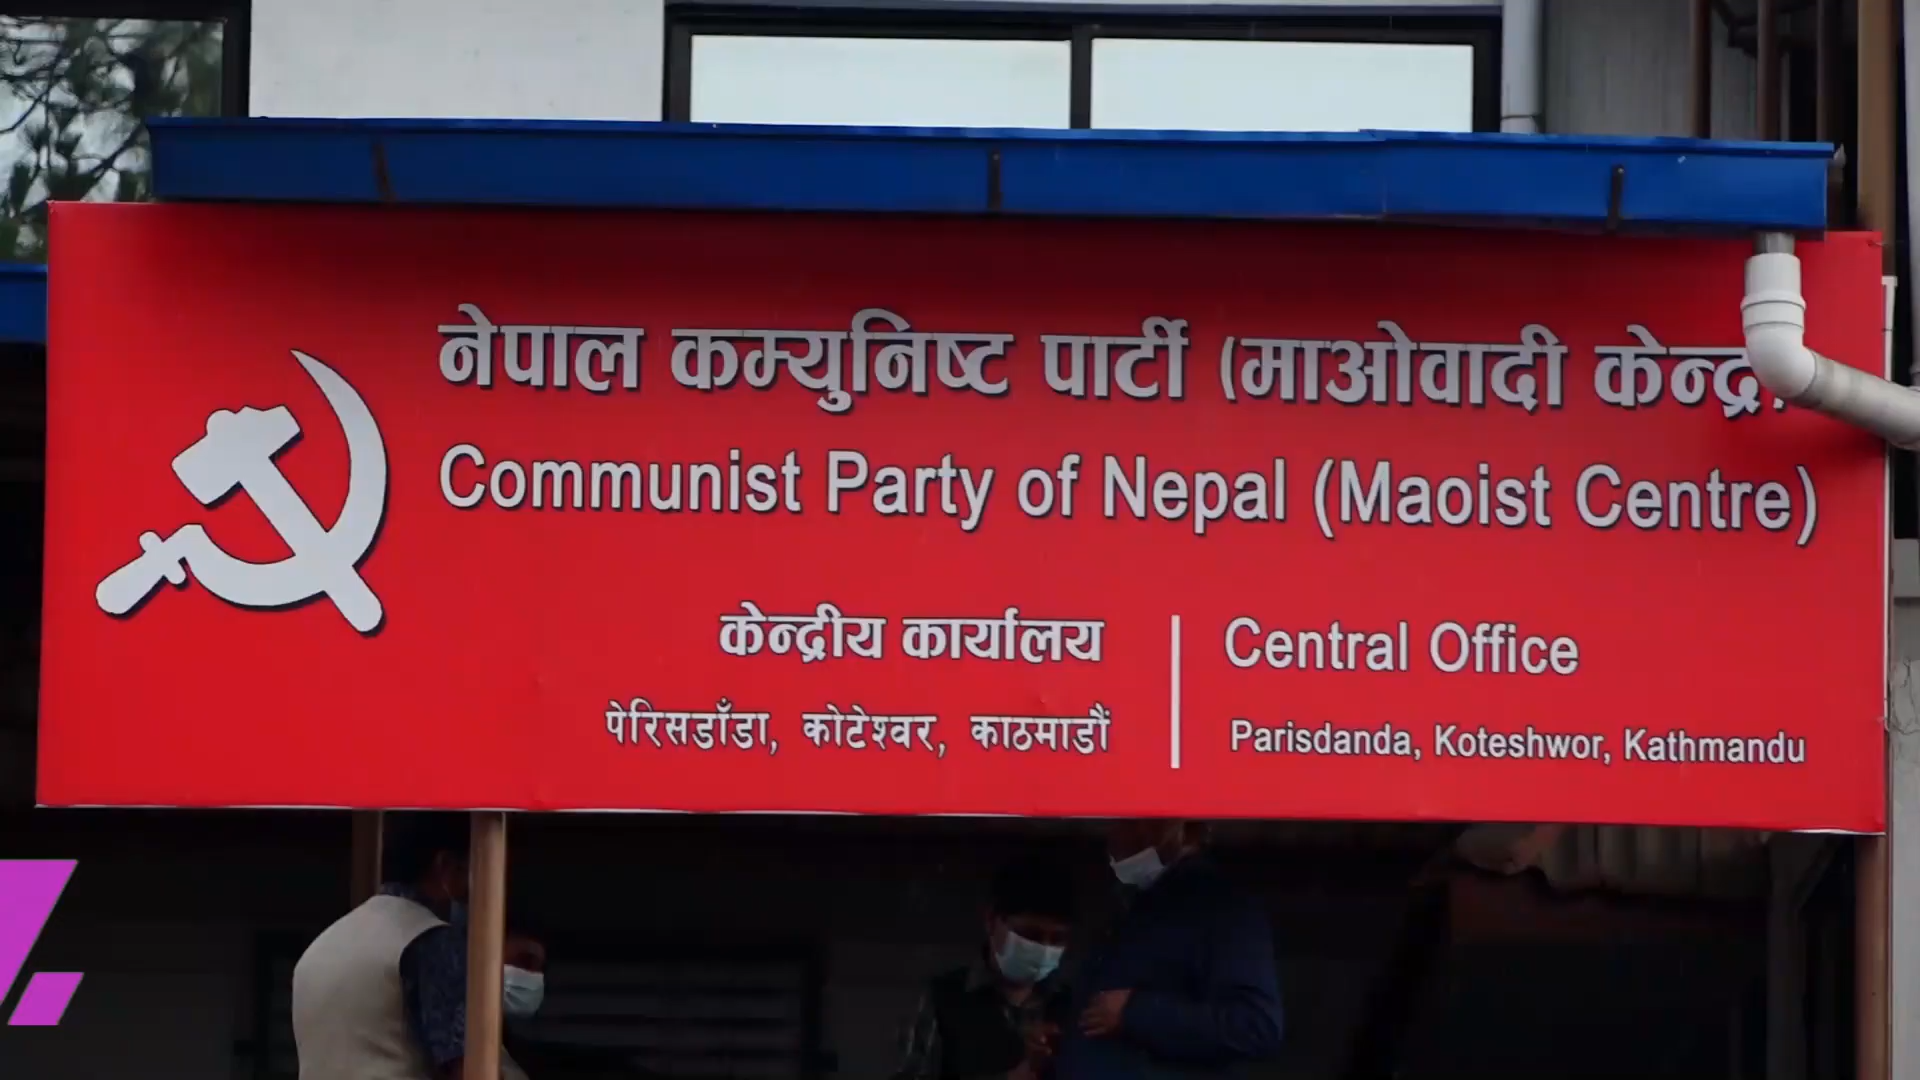 नेपाल कम्युनिष्ट पार्टी (माओवादी केन्द्र)
Communist Party of Nepal (Maoist Centre)
केन्द्रीय कार्यालय
पेरिसडाँडा, कोटेश्वर, काठमाडौं
Central Office
Parisdanda, Koteshwor, Kathmandu